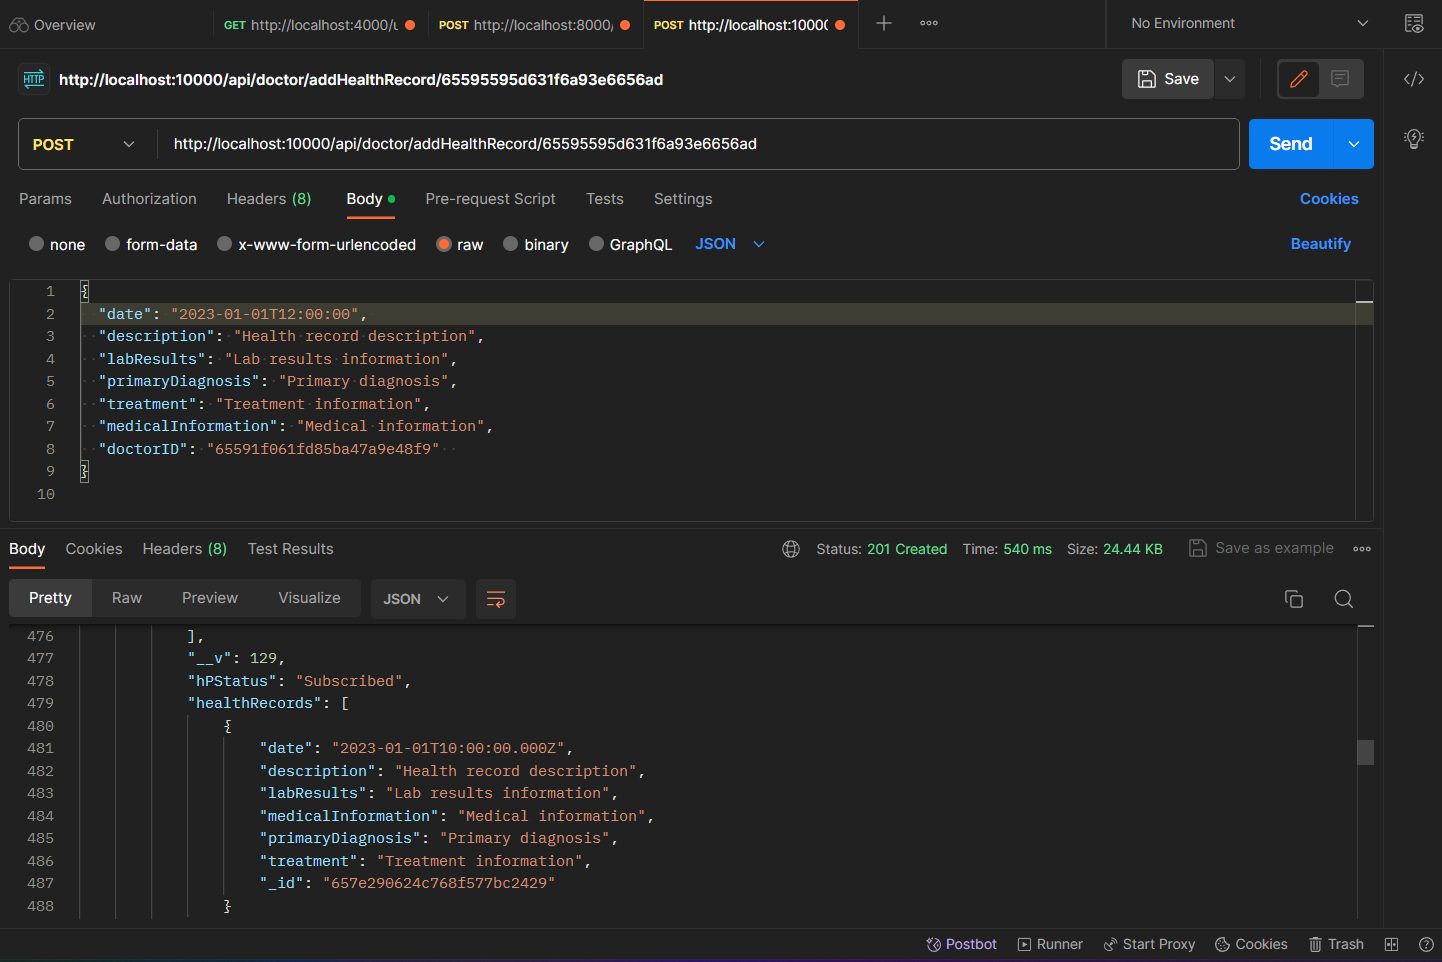 Overview
GET http://localhost:4000/u
POST http://localhost:8000/
POST http://localhost:1000
No Environment
HTTP
http://localhost:10000/api/doctor/addHealthRecord/65595595d631f6a93e6656ad
Save
POST
http://localhost:10000/api/doctor/addHealthRecord/65595595d631f6a93e6656ad
Send
Params Authorization Headers (8) Body Pre-request Script Tests Settings Cookies
none form-data x-www-form-urlencoded raw binary GraphQL JSON Beautify
1 {
2 "date": "2023-01-01T12:00:00",
3 "description": "Health record description",
4 "labResults": "Lab results information",
5 "primaryDiagnosis": "Primary diagnosis",
6 "treatment": "Treatment information",
7 "medicalInformation": "Medical information",
8 "doctorID": "65591f061fd85ba47a9e48f9"
9 }
10
Body Cookies Headers (8) Test Results Status: 201 Created Time: 540 ms Size: 24.44 KB Save as example
Pretty Raw Preview Visualize JSON
476 ],
477 "__v": 129,
478 "hPStatus": "Subscribed",
479 "healthRecords": [
480 {
481 "date": "2023-01-01T10:00:00.000Z",
482 "description": "Health record description",
483 "labResults": "Lab results information",
484 "medicalInformation": "Medical information",
485 "primaryDiagnosis": "Primary diagnosis",
486 "treatment": "Treatment information",
487 "_id": "657e290624c768f577bc2429"
488 }
Postbot Runner Start Proxy Cookies Trash